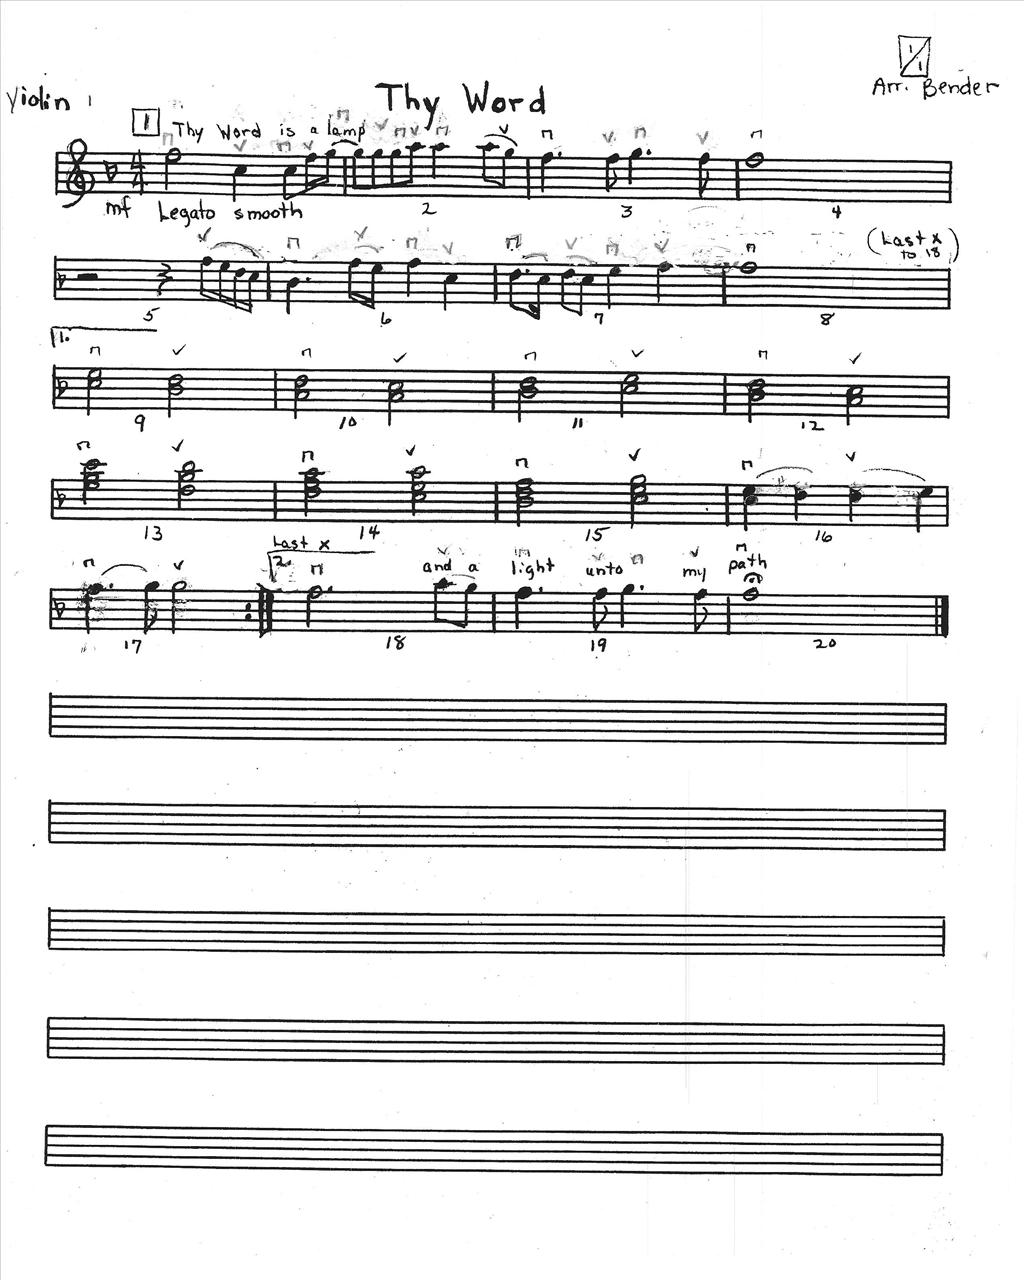 1/1
Violin 1
Thy Word
Arr. Bender
1
Thy Word is a lamp
mf Legato smooth
2 3 4
(Last x
to 18)
5 6 7 8
1.
9 10 11 12
13 14 15 16
Last x
2. and a light unto my path
17 18 19 20